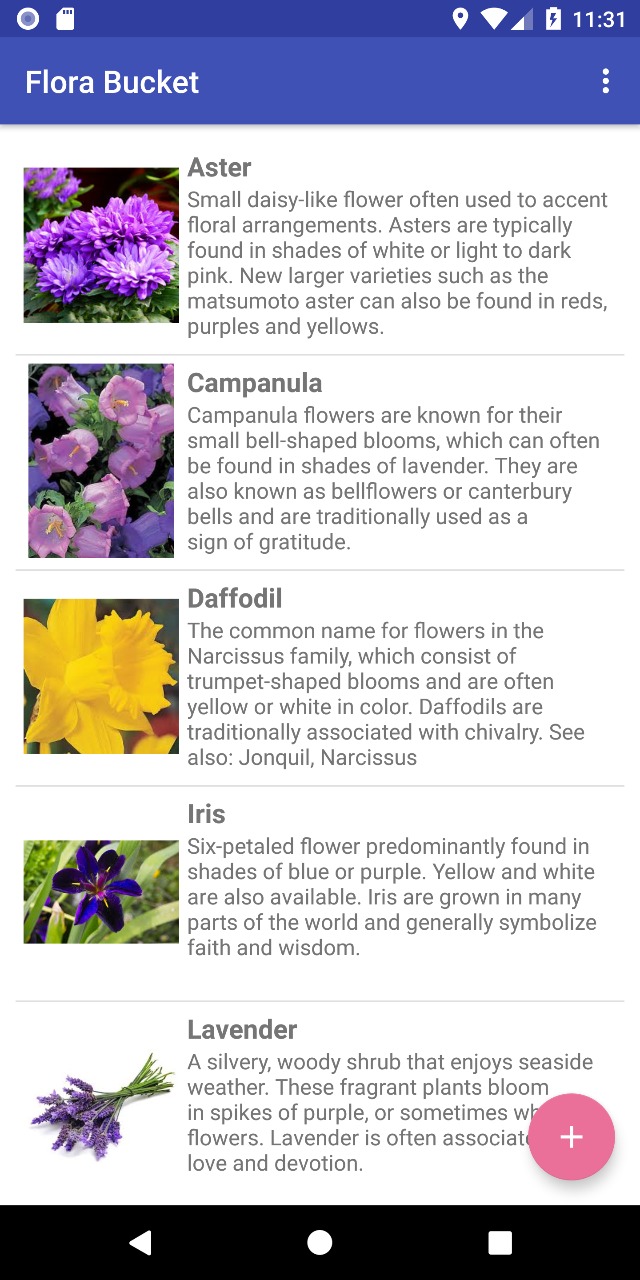 11:31
Flora Bucket
Aster
Small daisy-like flower often used to accent
floral arrangements. Asters are typically
found in shades of white or light to dark
pink. New larger varieties such as the
matsumoto aster can also be found in reds,
purples and yellows.
Campanula
Campanula flowers are known for their
small bell-shaped blooms, which can often
be found in shades of lavender. They are
also known as bellflowers or canterbury
bells and are traditionally used as a
sign of gratitude.
Daffodil
The common name for flowers in the
Narcissus family, which consist of
trumpet-shaped blooms and are often
yellow or white in color. Daffodils are
traditionally associated with chivalry. See
also: Jonquil, Narcissus
Iris
Six-petaled flower predominantly found in
shades of blue or purple. Yellow and white
are also available. Iris are grown in many
parts of the world and generally symbolize
faith and wisdom.
Lavender
A silvery, woody shrub that enjoys seaside
weather. These fragrant plants bloom
in spikes of purple, or sometimes
flowers. Lavender is often
love and devotion.